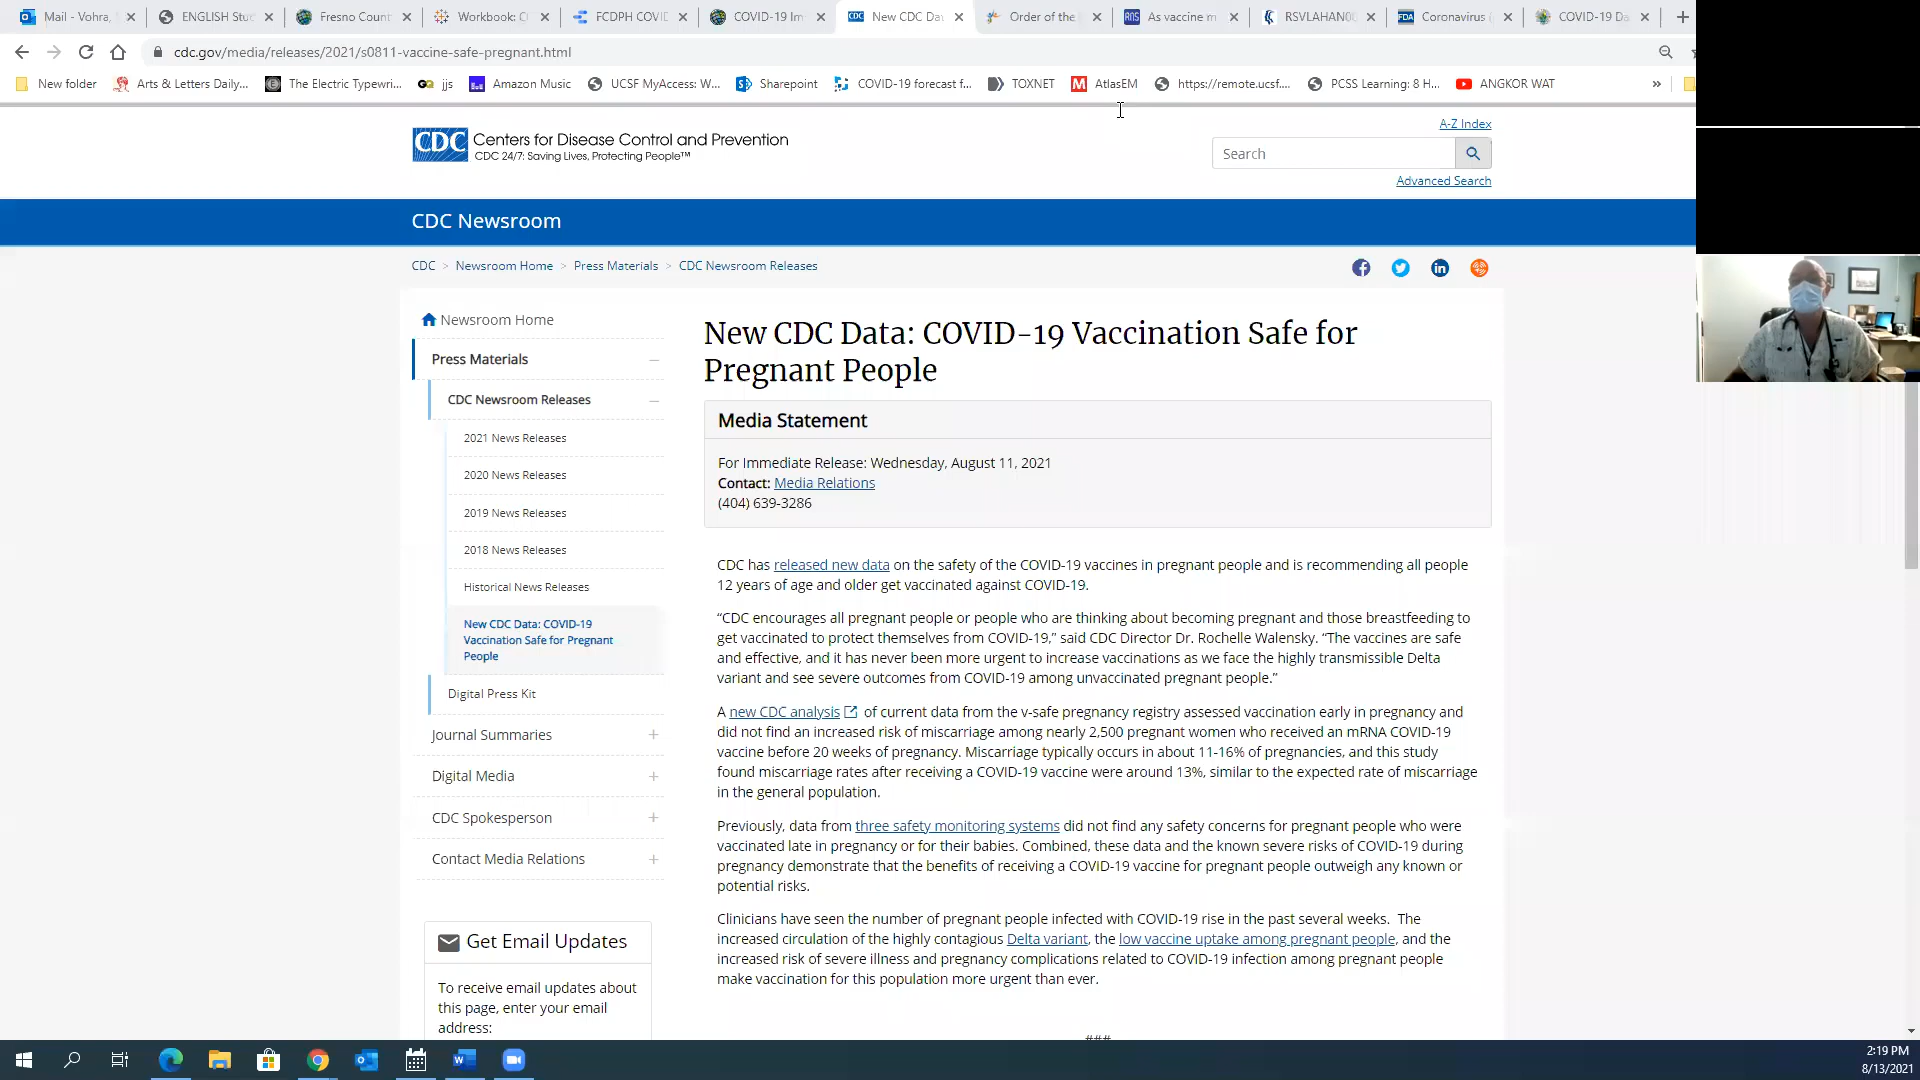 Mail - Vohra,
ENGLISH Stu
Fresno Count
Workbook: C
FCDPH COVI
COVID-19 Im
New CDC Da
Order of the
As vaccine m
RSVLAHAN0
Coronavirus (
COVID-19 Da
cdc.gov/media/releases/2021/s0811-vaccine-safe-pregnant.html
New folder
Arts & Letters Daily...
The Electric Typewri...
jjs
Amazon Music
UCSF MyAccess: W...
Sharepoint
COVID-19 forecast f...
TOXNET
AtlasEM
https://remote.ucsf....
PCSS Learning: 8 H...
ANGKOR WAT
»
CDC Centers for Disease Control and Prevention
CDC 24/7: Saving Lives, Protecting People™
A-Z Index
Search
Advanced Search
CDC Newsroom
CDC > Newsroom Home > Press Materials > CDC Newsroom Releases
Newsroom Home
Press Materials
CDC Newsroom Releases
2021 News Releases
2020 News Releases
2019 News Releases
2018 News Releases
Historical News Releases
New CDC Data: COVID-19
Vaccination Safe for Pregnant
People
Digital Press Kit
Journal Summaries
Digital Media
CDC Spokesperson
Contact Media Relations
Get Email Updates
To receive email updates about
this page, enter your email
address:
New CDC Data: COVID-19 Vaccination Safe for
Pregnant People
Media Statement
For Immediate Release: Wednesday, August 11, 2021
Contact: Media Relations
(404) 639-3286
CDC has released new data on the safety of the COVID-19 vaccines in pregnant people and is recommending all people
12 years of age and older get vaccinated against COVID-19.
“CDC encourages all pregnant people or people who are thinking about becoming pregnant and those breastfeeding to
get vaccinated to protect themselves from COVID-19,” said CDC Director Dr. Rochelle Walensky. “The vaccines are safe
and effective, and it has never been more urgent to increase vaccinations as we face the highly transmissible Delta
variant and see severe outcomes from COVID-19 among unvaccinated pregnant people.”
A new CDC analysis of current data from the v-safe pregnancy registry assessed vaccination early in pregnancy and
did not find an increased risk of miscarriage among nearly 2,500 pregnant women who received an mRNA COVID-19
vaccine before 20 weeks of pregnancy. Miscarriage typically occurs in about 11-16% of pregnancies, and this study
found miscarriage rates after receiving a COVID-19 vaccine were around 13%, similar to the expected rate of miscarriage
in the general population.
Previously, data from three safety monitoring systems did not find any safety concerns for pregnant people who were
vaccinated late in pregnancy or for their babies. Combined, these data and the known severe risks of COVID-19 during
pregnancy demonstrate that the benefits of receiving a COVID-19 vaccine for pregnant people outweigh any known or
potential risks.
Clinicians have seen the number of pregnant people infected with COVID-19 rise in the past several weeks. The
increased circulation of the highly contagious Delta variant, the low vaccine uptake among pregnant people, and the
increased risk of severe illness and pregnancy complications related to COVID-19 infection among pregnant people
make vaccination for this population more urgent than ever.
###
2:19 PM
8/13/2021